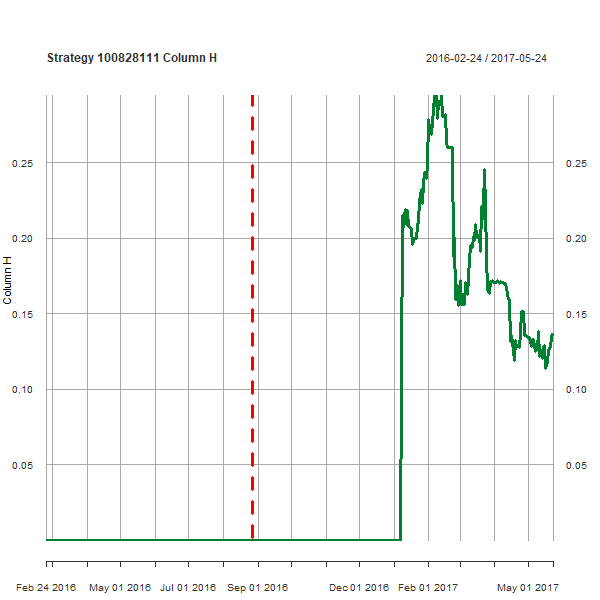 Strategy 100828111 Column H
2016-02-24 / 2017-05-24
0.25
0.25
0.20
0.20
Column H
0.15
0.15
0.10
0.10
0.05
0.05
Feb 24 2016
May 01 2016
Jul 01 2016
Sep 01 2016
Dec 01 2016
Feb 01 2017
May 01 2017